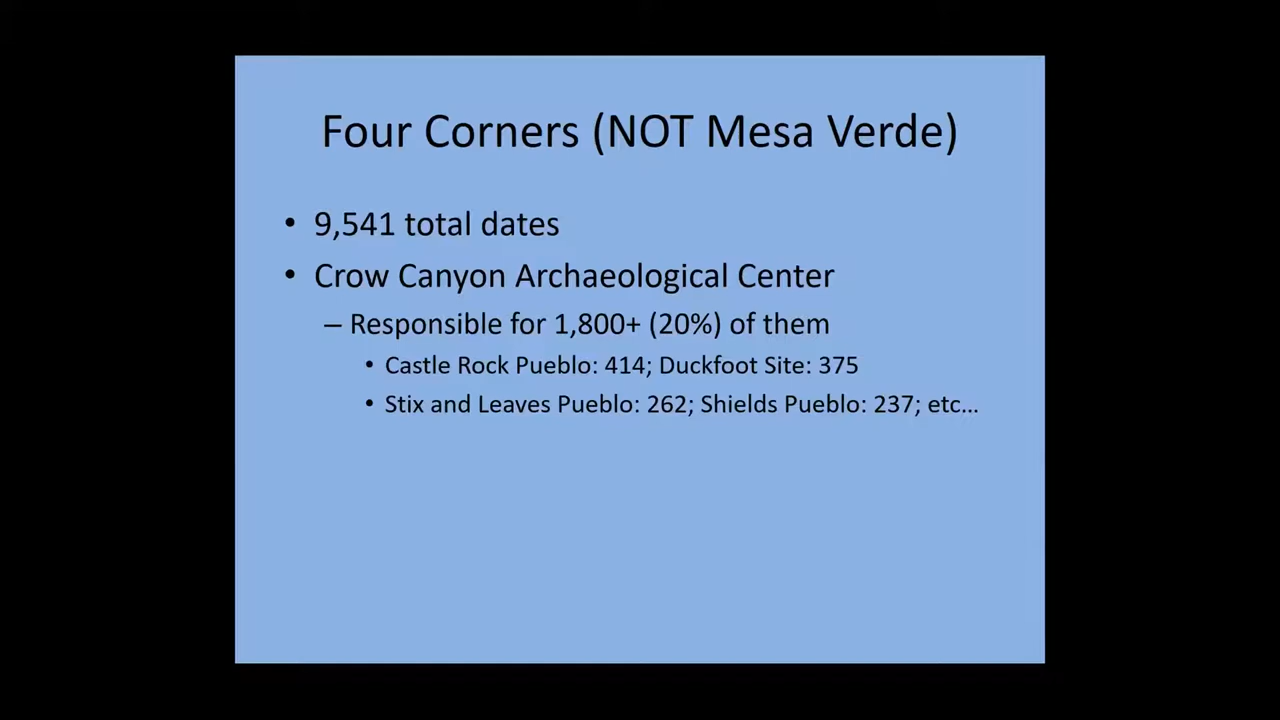 Four Corners (NOT Mesa Verde)
• 9,541 total dates
• Crow Canyon Archaeological Center
– Responsible for 1,800+ (20%) of them
• Castle Rock Pueblo: 414; Duckfoot Site: 375
• Stix and Leaves Pueblo: 262; Shields Pueblo: 237; etc…